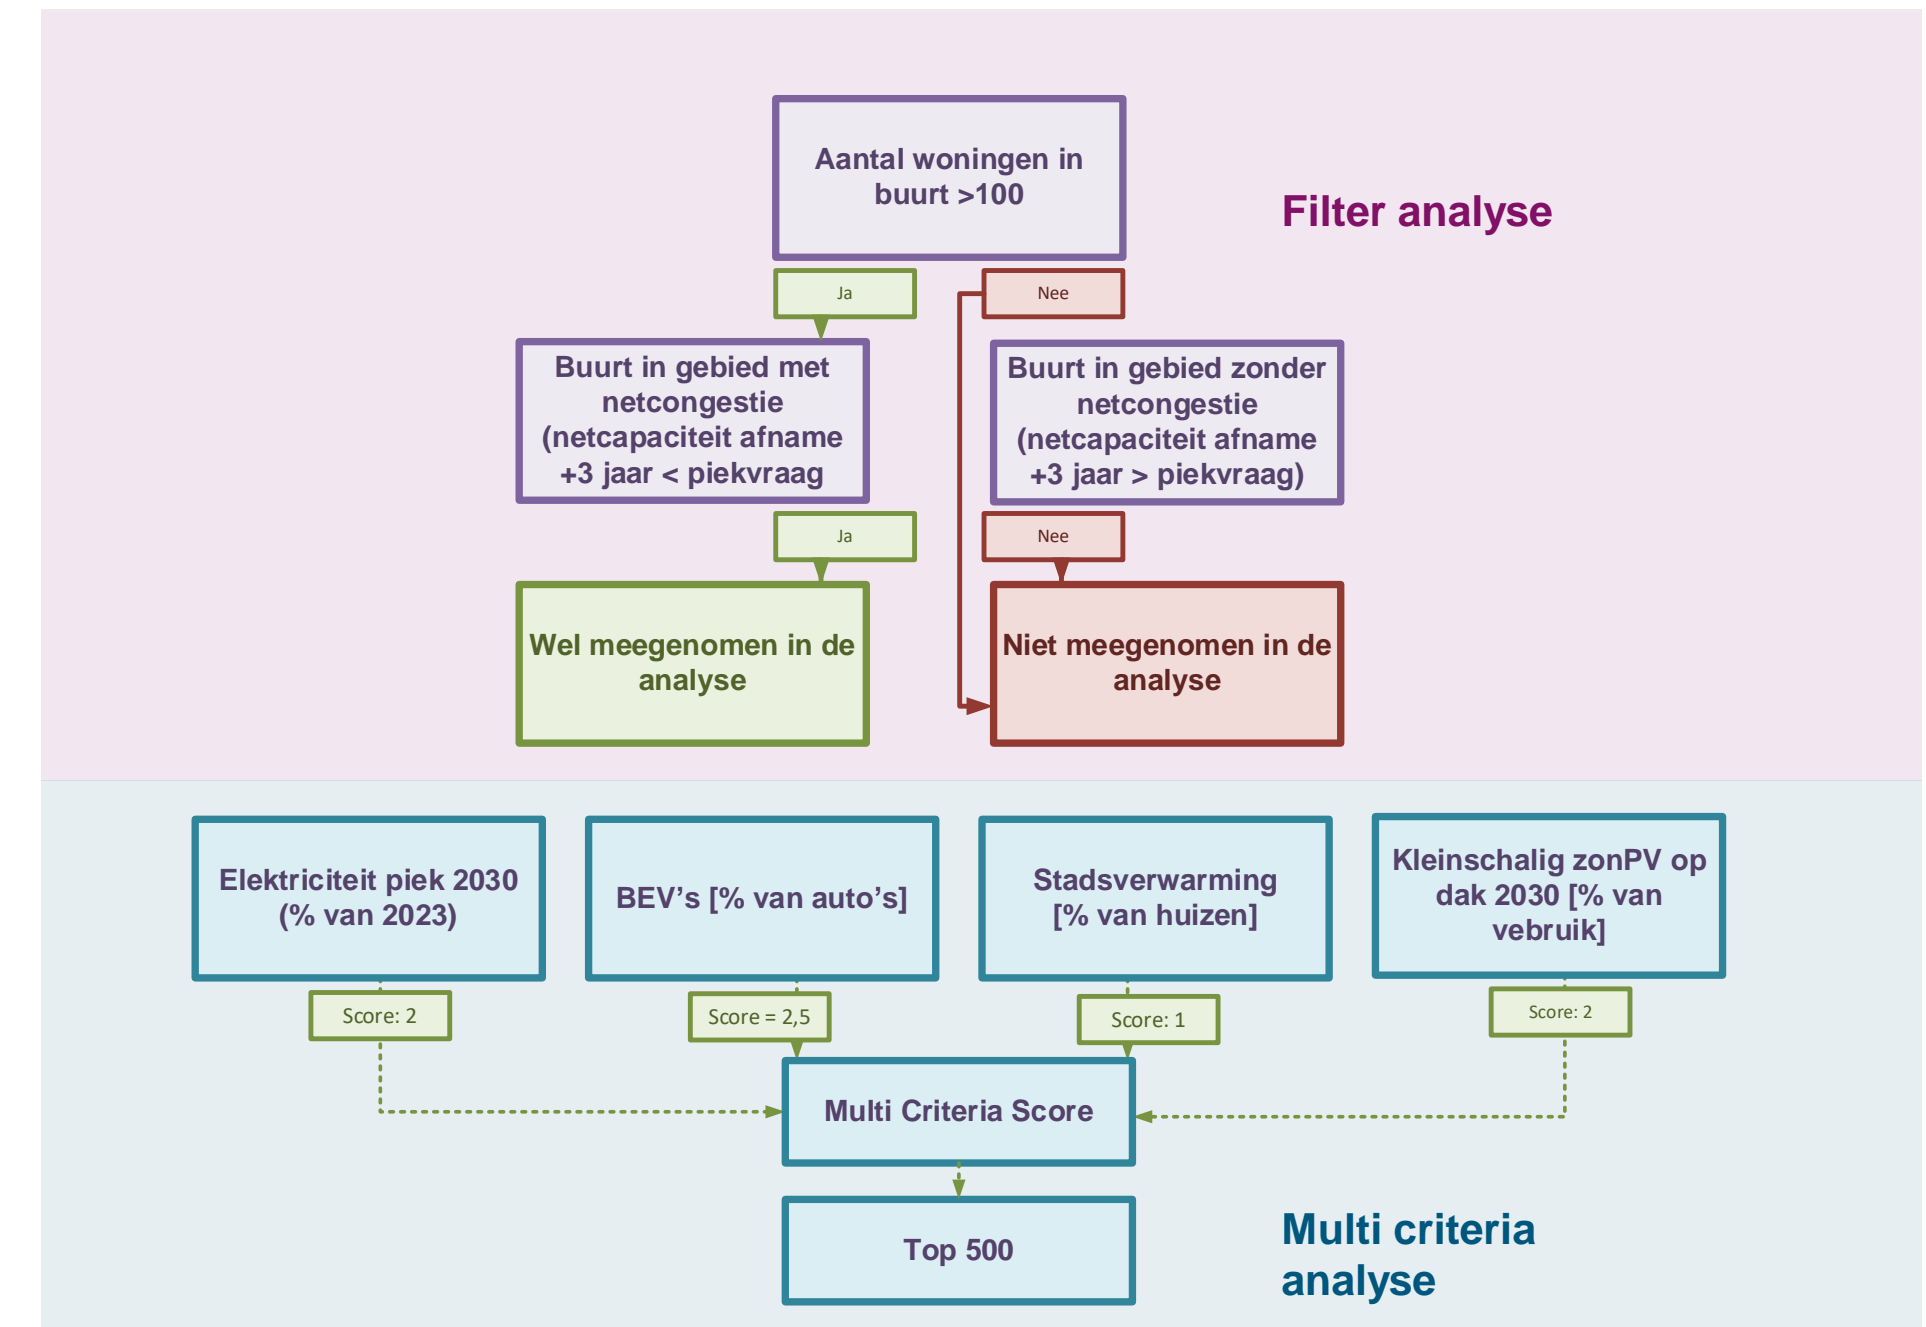 Aantal woningen in
buurt >100
Filter analyse
Ja
Nee
Buurt in gebied met
netcongestie
(netcapaciteit afname
+3 jaar < piekvraag
Buurt in gebied zonder
netcongestie
(netcapaciteit afname
+3 jaar > piekvraag)
Ja
Nee
Wel meegenomen in de
analyse
Niet meegenomen in de
analyse
Elektriciteit piek 2030
(% van 2023)
BEV’s [% van auto’s]
Stadsverwarming
[% van huizen]
Kleinschalig zonPV op
dak 2030 [% van
vebruik]
Score: 2
Score = 2,5
Score: 1
Score: 2
Multi Criteria Score
Top 500
Multi criteria
analyse